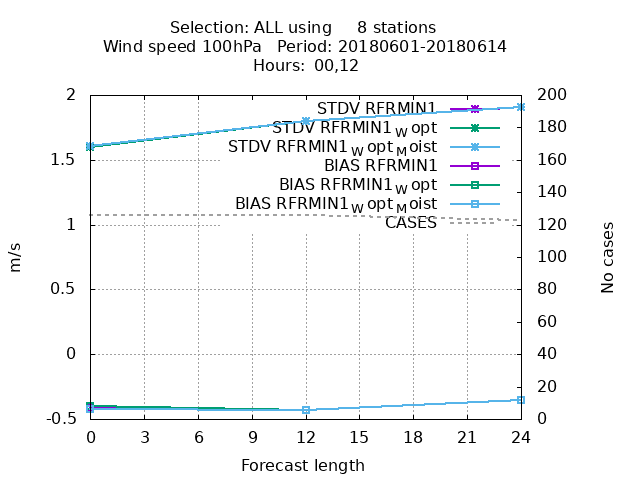 Selection: ALL using     8 stations
Wind speed 100hPa   Period: 20180601-20180614
Hours:  00,12
STDV RFRMIN1
STDV RFRMIN1_W opt
STDV RFRMIN1_W opt_M oist
BIAS RFRMIN1
BIAS RFRMIN1_W opt
BIAS RFRMIN1_W opt_M oist
CASES
2
1.5
1
0.5
0
-0.5
m/s
200
180
160
140
120
100
80
60
40
20
0
No cases
0 3 6 9 12 15 18 21 24
Forecast length